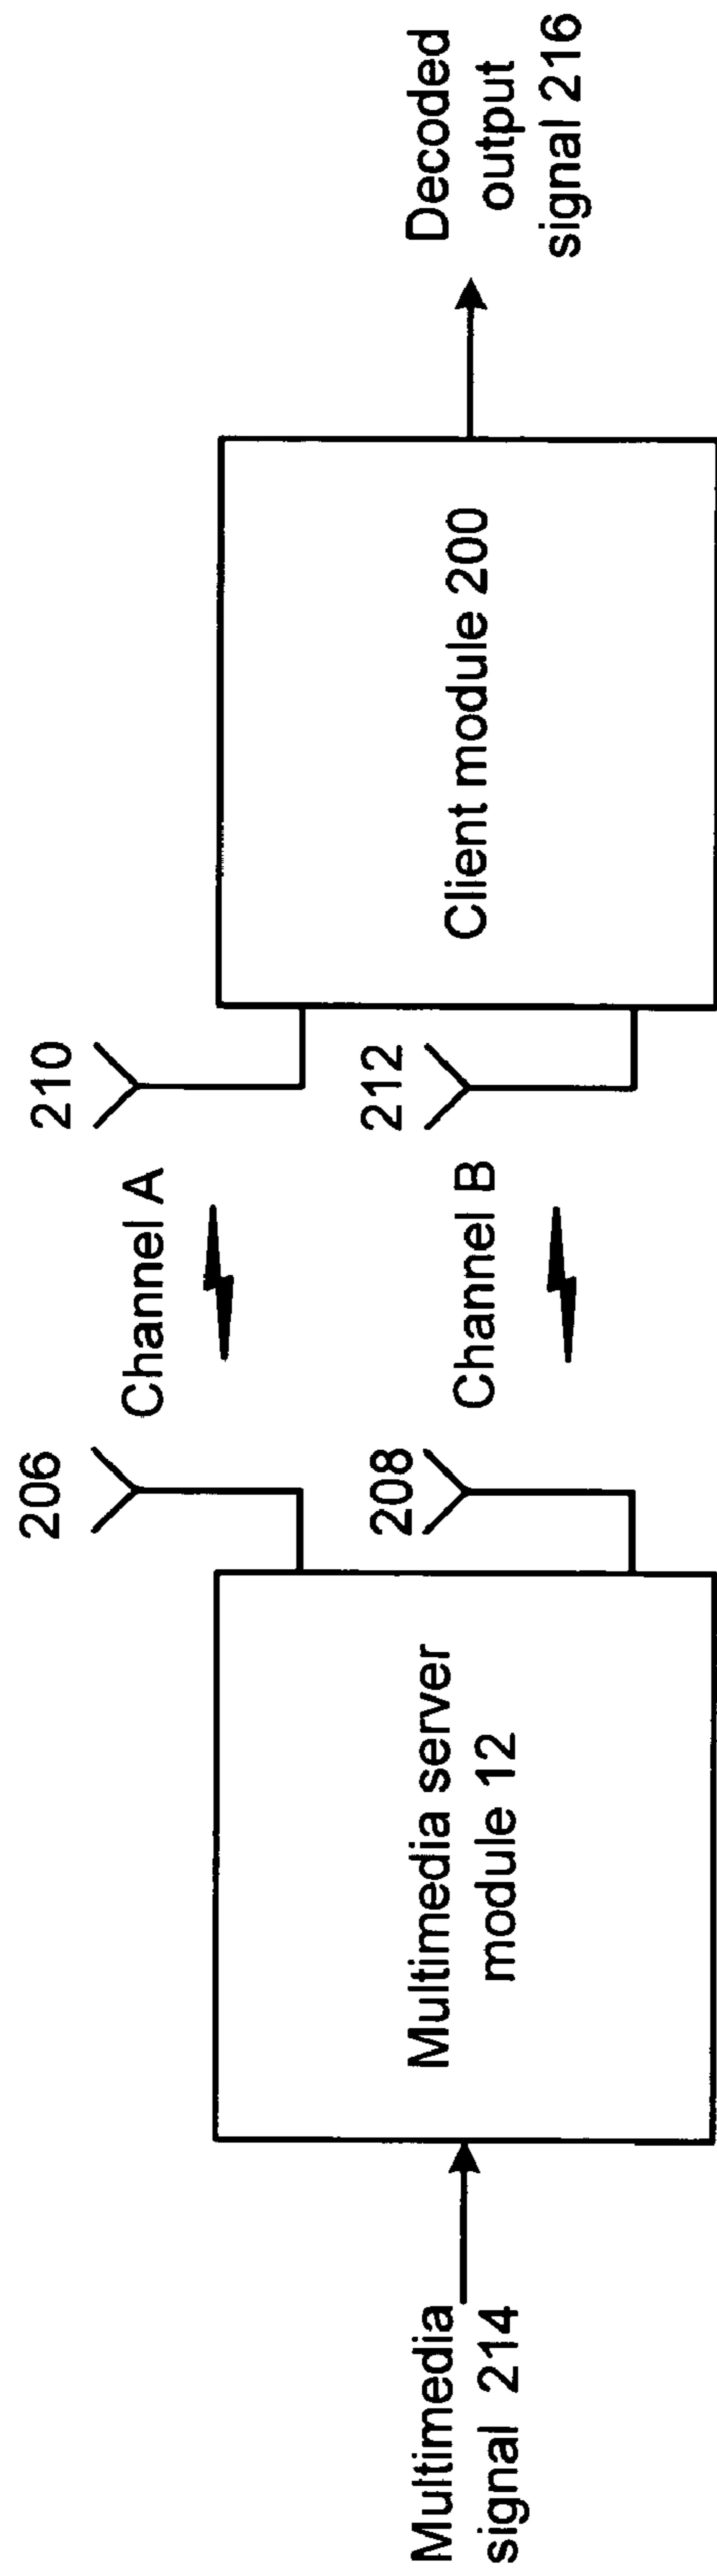 Multimedia
signal 214
Multimedia server
module 12
206
208
Channel A
Channel B
210
212
Client module 200
Decoded
output
signal 216